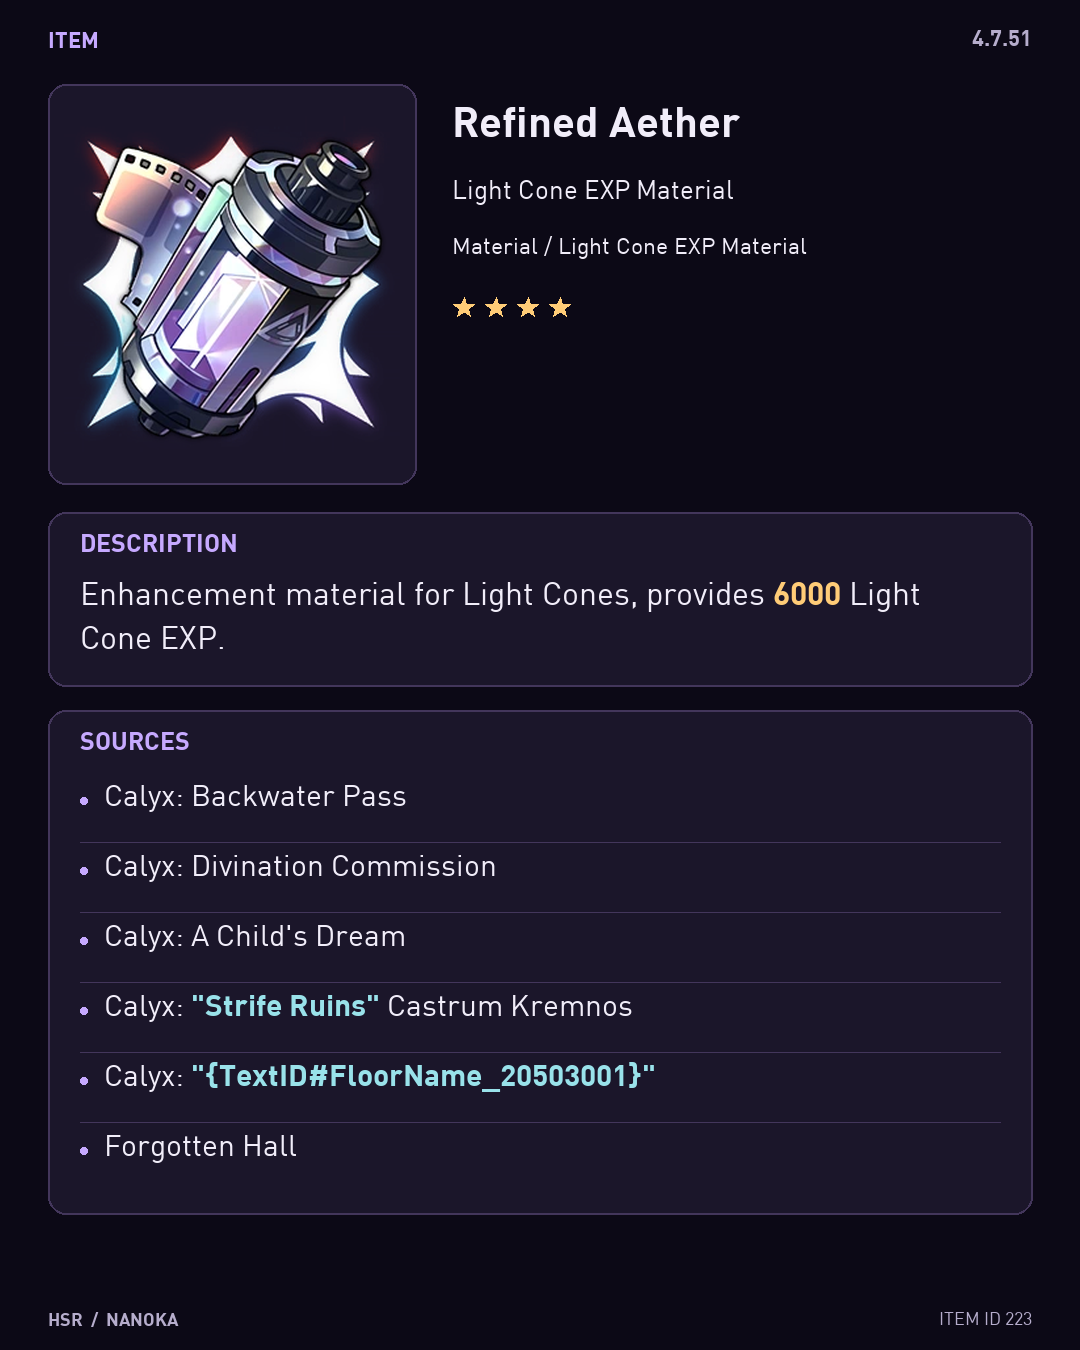 ITEM
4.7.51
Refined Aether
Light Cone EXP Material
Material / Light Cone EXP Material
DESCRIPTION
Enhancement material for Light Cones, provides 6000 Light
Cone EXP.
SOURCES
Calyx: Backwater Pass
Calyx: Divination Commission
Calyx: A Child's Dream
Calyx: "Strife Ruins" Castrum Kremnos
Calyx: "{TextID#FloorName_20503001}"
Forgotten Hall
HSR / NANOKA
ITEM ID 223